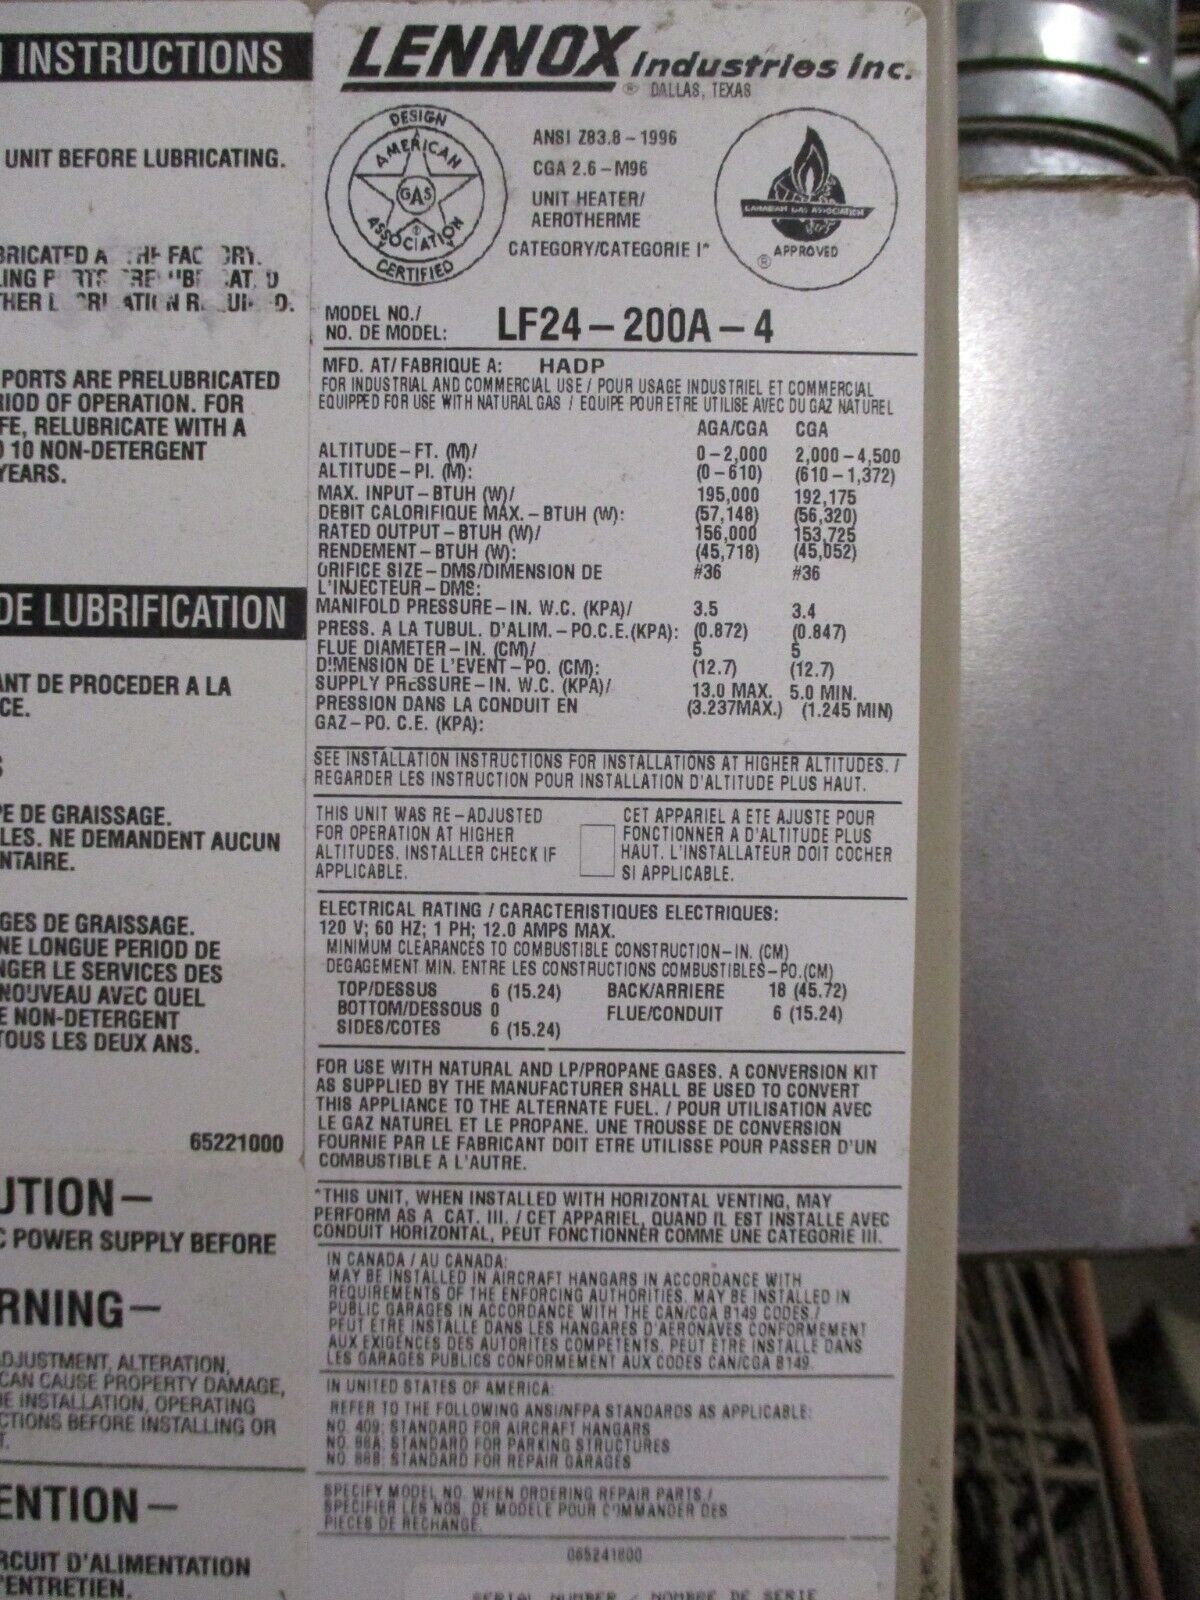 N INSTRUCTIONS
UNIT BEFORE LUBRICATING.
BRICATED A THE FACTORY.
LING P
THER L
PORTS ARE PRELUBRICATED
RIOD OF OPERATION. FOR
FE, RELUBRICATE WITH A
10 NON-DETERGENT
YEARS.
DE LUBRIFICATION
ANT DE PROCEDER A LA
CE.
S
PE DE GRAISSAGE.
LES. NE DEMANDENT AUCUN
NTAIRE.
GES DE GRAISSAGE.
NE LONGUE PERIOD DE
NGER LE SERVICES DES
NOUVEAU AVEC QUEL
E NON-DETERGENT
TOUS LES DEUX ANS.
65221000
UTION—
C POWER SUPPLY BEFORE
RNING—
ADJUSTMENT, ALTERATION,
CAN CAUSE PROPERTY DAMAGE,
E INSTALLATION, OPERATING
CTIONS BEFORE INSTALLING OR
T.
ENTION—
RCUIT D'ALIMENTATION
'ENTRETIEN.
LENNOX Industries Inc.
® DALLAS, TEXAS
DESIGN
AMERICAN
GAS
®
ASSOCIATION
CERTIFIED
ANSI Z83.8-1996
CGA 2.6-M96
UNIT HEATER/
AEROTHERME
CATEGORY/CATEGORIE I*
CANADIAN GAS ASSOCIATION
® APPROVED
MODEL NO./
NO. DE MODEL: LF24-200A-4
MFD. AT/FABRIQUE A: HADP
FOR INDUSTRIAL AND COMMERCIAL USE / POUR USAGE INDUSTRIEL ET COMMERCIAL
EQUIPPED FOR USE WITH NATURAL GAS / EQUIPE POUR ETRE UTILISE AVEC DU GAZ NATUREL
AGA/CGA CGA
ALTITUDE-FT. (M)/ 0-2,000 2,000-4,500
ALTITUDE-PI. (M): (0-610) (610-1,372)
MAX. INPUT-BTUH (W)/ 195,000 192,175
DEBIT CALORIFIQUE MAX. -BTUH (W): (57,148) (56,320)
RATED OUTPUT-BTUH (W)/ 156,000 153,725
RENDEMENT-BTUH (W): (45,718) (45,052)
ORIFICE SIZE-DMS/DIMENSION DE #36 #36
L'INJECTEUR-DMS:
MANIFOLD PRESSURE-IN. W.C. (KPA)/ 3.5 3.4
PRESS. A LA TUBUL. D'ALIM. -PO.C.E.(KPA): (0.872) (0.847)
FLUE DIAMETER-IN. (CM)/ 5 5
DIMENSION DE L'EVENT-PO. (CM): (12.7) (12.7)
SUPPLY PRESSURE-IN. W.C. (KPA)/ 13.0 MAX. 5.0 MIN.
PRESSION DANS LA CONDUIT EN (3.237MAX.) (1.245 MIN)
GAZ-PO. C.E. (KPA):
SEE INSTALLATION INSTRUCTIONS FOR INSTALLATIONS AT HIGHER ALTITUDES. /
REGARDER LES INSTRUCTION POUR INSTALLATION D'ALTITUDE PLUS HAUT.
THIS UNIT WAS RE-ADJUSTED
FOR OPERATION AT HIGHER
ALTITUDES. INSTALLER CHECK IF
APPLICABLE.
CET APPARIEL A ETE AJUSTE POUR
FONCTIONNER A D'ALTITUDE PLUS
HAUT. L'INSTALLATEUR DOIT COCHER
SI APPLICABLE.
ELECTRICAL RATING / CARACTERISTIQUES ELECTRIQUES:
120 V; 60 HZ; 1 PH; 12.0 AMPS MAX.
MINIMUM CLEARANCES TO COMBUSTIBLE CONSTRUCTION-IN. (CM)
DEGAGEMENT MIN. ENTRE LES CONSTRUCTIONS COMBUSTIBLES-PO.(CM)
TOP/DESSUS 6 (15.24) BACK/ARRIERE 18 (45.72)
BOTTOM/DESSOUS 0 FLUE/CONDUIT 6 (15.24)
SIDES/COTES 6 (15.24)
FOR USE WITH NATURAL AND LP/PROPANE GASES. A CONVERSION KIT
AS SUPPLIED BY THE MANUFACTURER SHALL BE USED TO CONVERT
THIS APPLIANCE TO THE ALTERNATE FUEL. / POUR UTILISATION AVEC
LE GAZ NATUREL ET LE PROPANE. UNE TROUSSE DE CONVERSION
FOURNIE PAR LE FABRICANT DOIT ETRE UTILISSE POUR PASSER D'UN
COMBUSTIBLE A L'AUTRE.
*THIS UNIT, WHEN INSTALLED WITH HORIZONTAL VENTING, MAY
PERFORM AS A CAT. III. / CET APPARIEL, QUAND IL EST INSTALLE AVEC
CONDUIT HORIZONTAL, PEUT FONCTIONNER COMME UNE CATEGORIE III.
IN CANADA / AU CANADA:
MAY BE INSTALLED IN AIRCRAFT HANGARS IN ACCORDANCE WITH
REQUIREMENTS OF THE ENFORCING AUTHORITIES. MAY BE INSTALLED IN
PUBLIC GARAGES IN ACCORDANCE WITH THE CAN/CGA B149 CODES /
PEUT ETRE INSTALLE DANS LES HANGARES D'AERONAVES CONFORMEMENT
AUX EXIGENCES DES AUTORITES COMPETENTS. PEUT ETRE INSTALLE DANS
LES GARAGES PUBLICS CONFORMEMENT AUX CODES CAN/CGA B149.
IN UNITED STATES OF AMERICA:
REFER TO THE FOLLOWING ANSI/NFPA STANDARDS AS APPLICABLE:
NO. 409: STANDARD FOR AIRCRAFT HANGARS
NO. 88A: STANDARD FOR PARKING STRUCTURES
NO. 88B: STANDARD FOR REPAIR GARAGES
SPECIFY MODEL NO. WHEN ORDERING REPAIR PARTS /
SPECIFIER LES NOS. DE MODELE POUR COMMANDER DES
PIECES DE RECHANGE.
065241800
SERIAL NUMBER / NOMBRE DE SERIE